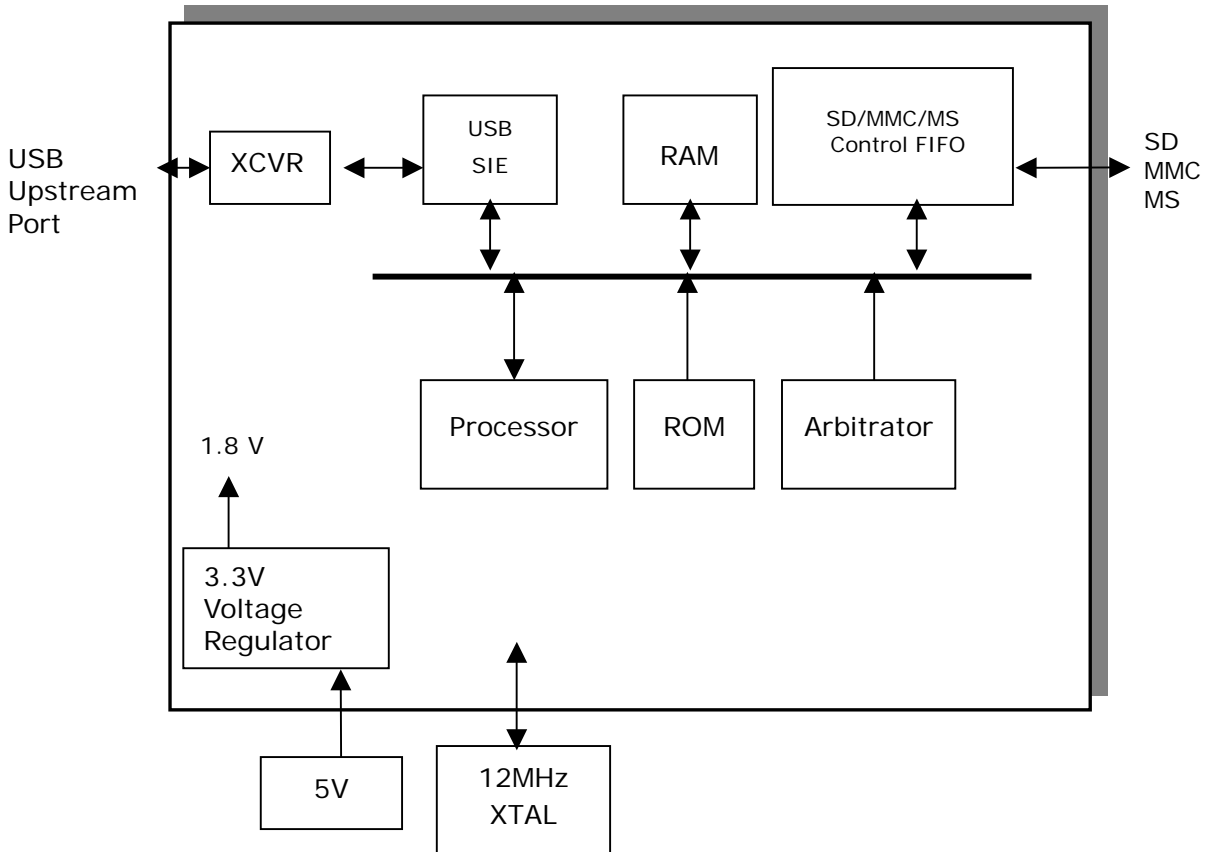 USB
Upstream
Port
XCVR
USB
SIE
RAM
SD/MMC/MS
Control FIFO
SD
MMC
MS
Processor
ROM
Arbitrator
1.8 V
3.3V
Voltage
Regulator
5V
12MHz
XTAL